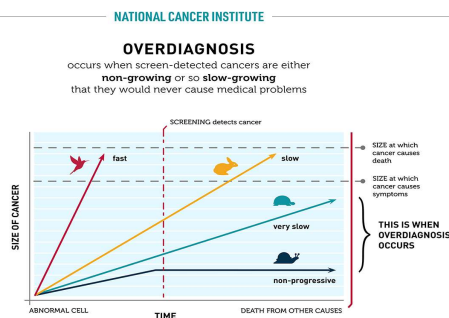 NATIONAL CANCER INSTITUTE
OVERDIAGNOSIS
occurs when screen-detected cancers are either
non-growing or so slow-growing
that they would never cause medical problems
SCREENING detects cancer
fast
slow
SIZE at which
cancer causes
death
SIZE at which
cancer causes
symptoms
very slow
THIS IS WHEN
OVERDIAGNOSIS
OCCURS
non-progressive
SIZE OF CANCER
ABNORMAL CELL
TIME
DEATH FROM OTHER CAUSES